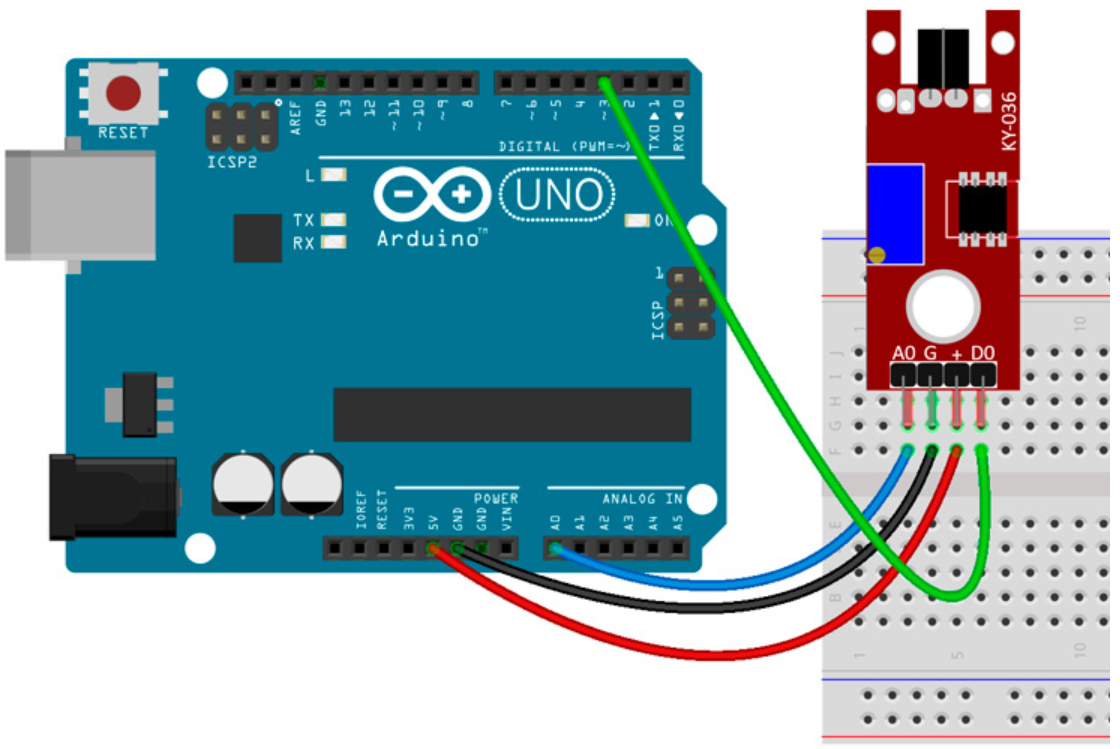 RESET
ICSP2
AREF
GND
13
12
~11
~10
~9
8
7
~6
~5
4
~3
2
TX0▶1
RX0◀0
DIGITAL (PWM=~)
L
TX
RX
Arduino™
UNO
ON
1
ICSP
IOREF
RESET
3V3
5V
GND
GND
VIN
POWER
A0
A1
A2
A3
A4
A5
ANALOG IN
KY-036
A0 G + D0
1
10
J
I
H
G
F
E
B
1
5
10